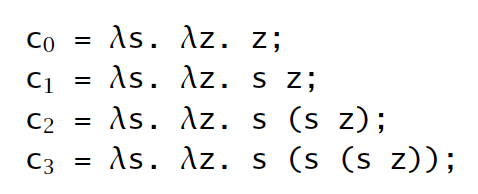 c₀ = λs. λz. z;
c₁ = λs. λz. s z;
c₂ = λs. λz. s (s z);
c₃ = λs. λz. s (s (s z));